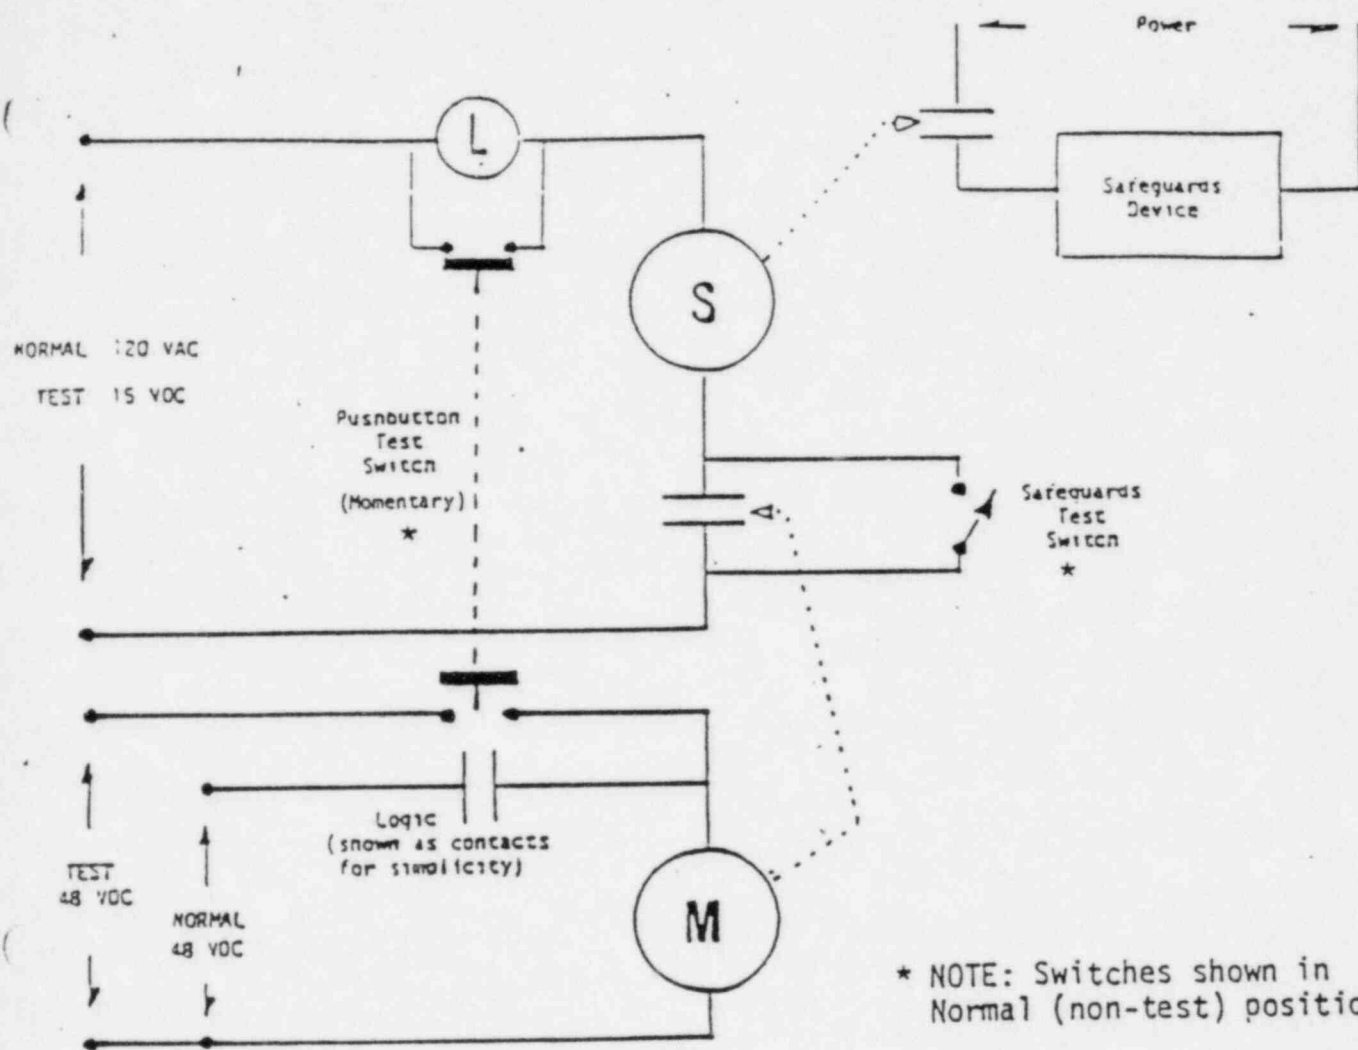 Power
L
Safeguards
Device
S
NORMAL 120 VAC
TEST 15 VDC
Pushbutton
Test
Switch
(Momentary)
*
Safeguards
Test
Switch
*
Logic
(shown as contacts
for simplicity)
TEST
48 VDC
NORMAL
48 VDC
M
* NOTE: Switches shown in
Normal (non-test) positio